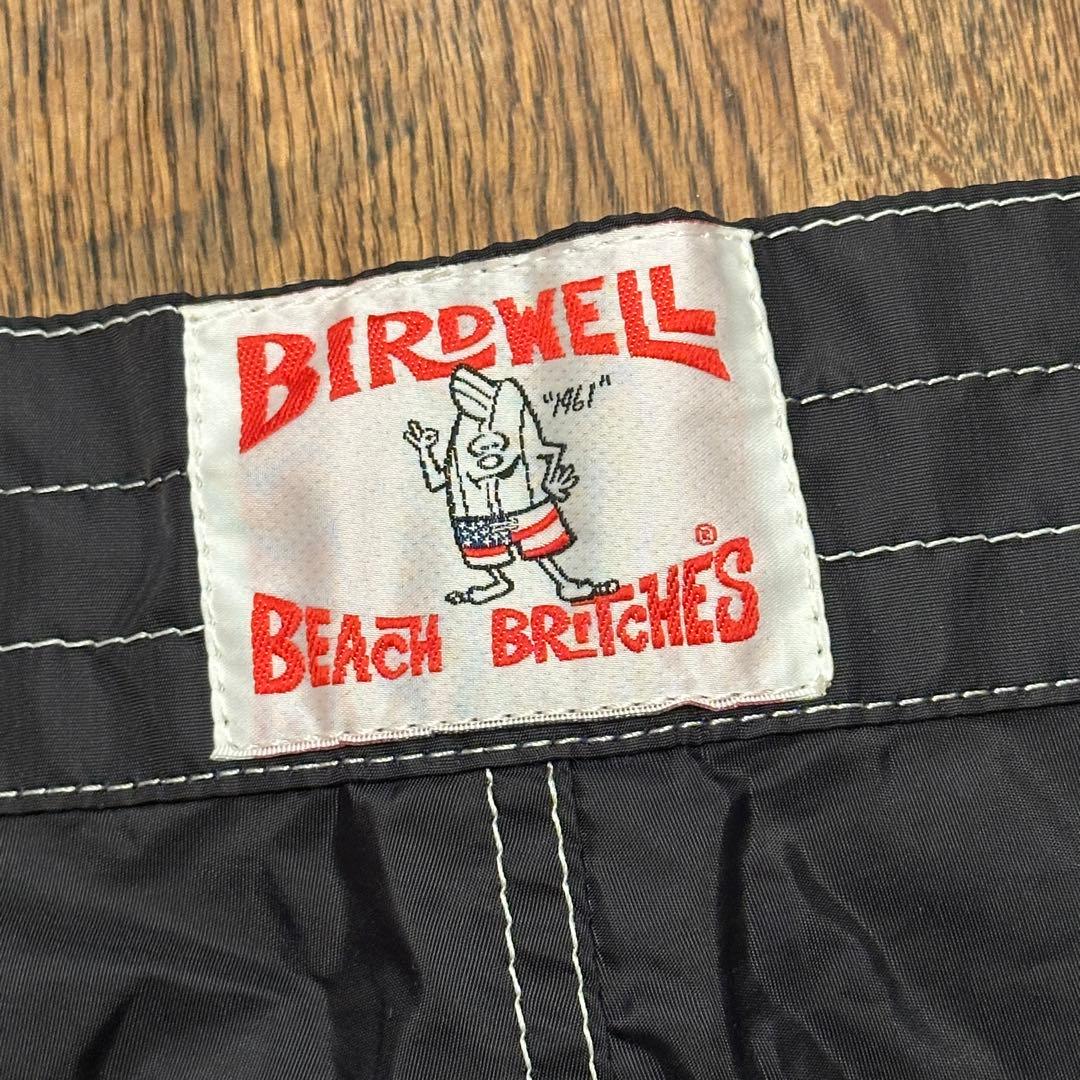 BIRDWELL
"1961"
BEACH BRITCHES®